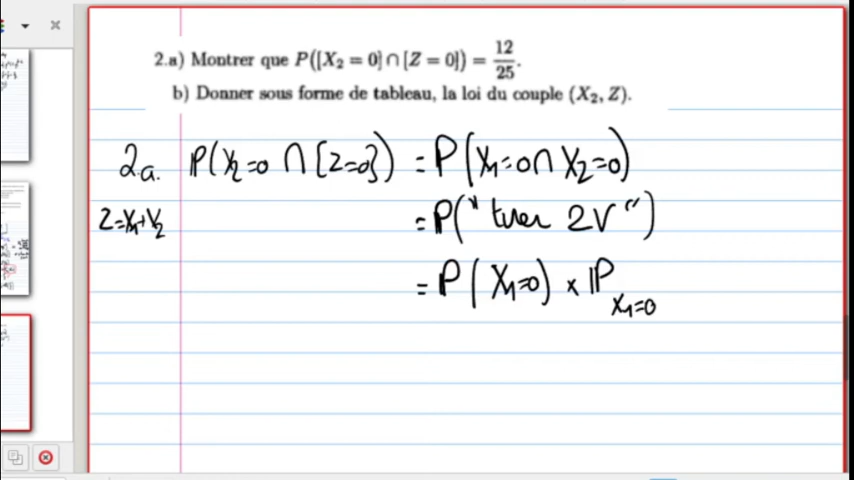 2.a) Montrer que P([X₂ = 0] ∩ [Z = 0]) = 12/25.
b) Donner sous forme de tableau, la loi du couple (X₂, Z).
2.a. P(X₂=0 ∩ [Z=0]) = P(X₁=0 ∩ X₂=0)
Z=X₁+X₂ = P("tirer 2V")
= P(X₁=0) × P
X₁=0